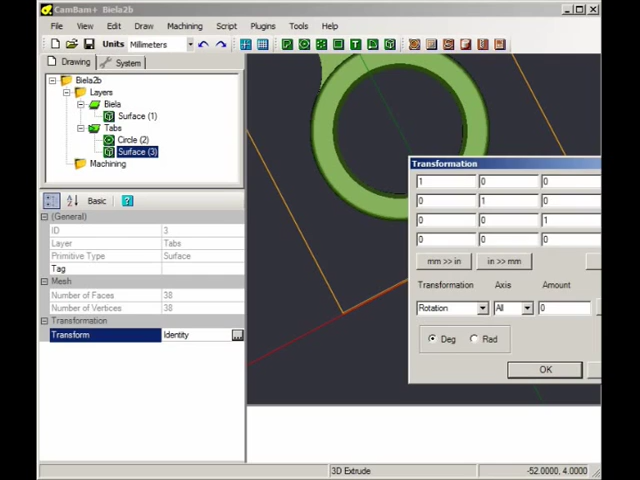 CamBam+ Biela2b
File View Edit Draw Machining Script Plugins Tools Help
Units Millimeters
Drawing System
Biela2b
Layers
Biela
Surface (1)
Tabs
Circle (2)
Surface (3)
Machining
Basic
(General)
ID 3
Layer Tabs
Primitive Type Surface
Tag
Mesh
Number of Faces 38
Number of Vertices 38
Transformation
Transform Identity ...
Transformation
1 0 0
0 1 0
0 0 1
0 0 0
mm >> in in >> mm
Transformation Axis Amount
Rotation All 0
Deg Rad
OK
3D Extrude -52.0000, 4.0000